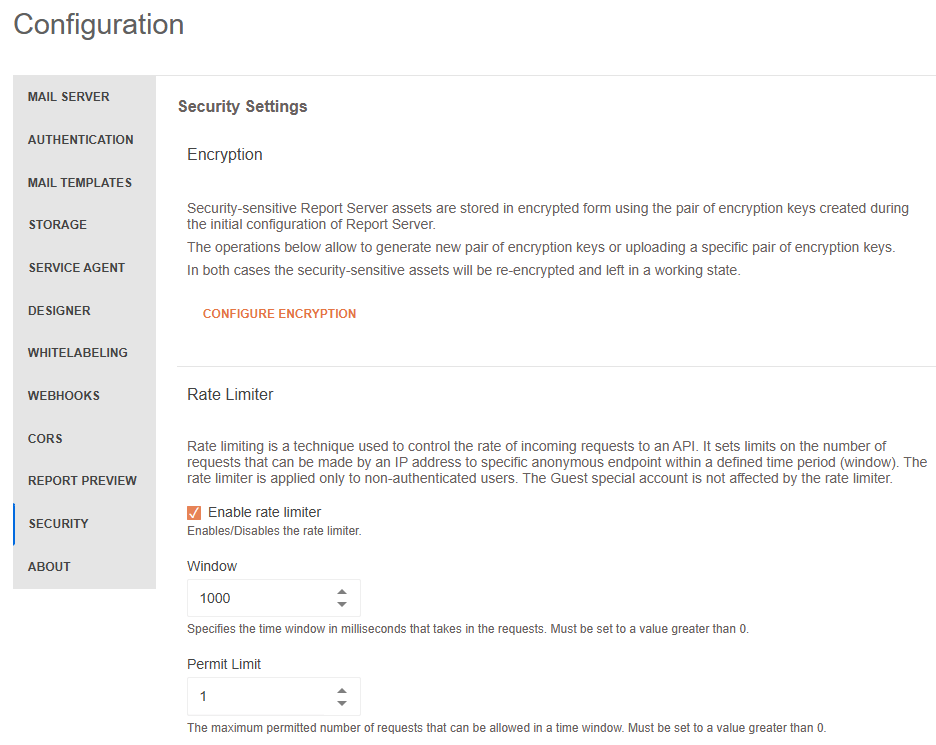 Configuration
MAIL SERVER
AUTHENTICATION
MAIL TEMPLATES
STORAGE
SERVICE AGENT
DESIGNER
WHITELABELING
WEBHOOKS
CORS
REPORT PREVIEW
SECURITY
ABOUT
Security Settings
Encryption
Security-sensitive Report Server assets are stored in encrypted form using the pair of encryption keys created during
the initial configuration of Report Server.
The operations below allow to generate new pair of encryption keys or uploading a specific pair of encryption keys.
In both cases the security-sensitive assets will be re-encrypted and left in a working state.
CONFIGURE ENCRYPTION
Rate Limiter
Rate limiting is a technique used to control the rate of incoming requests to an API. It sets limits on the number of
requests that can be made by an IP address to specific anonymous endpoint within a defined time period (window). The
rate limiter is applied only to non-authenticated users. The Guest special account is not affected by the rate limiter.
Enable rate limiter
Enables/Disables the rate limiter.
Window
1000
Specifies the time window in milliseconds that takes in the requests. Must be set to a value greater than 0.
Permit Limit
1
The maximum permitted number of requests that can be allowed in a time window. Must be set to a value greater than 0.